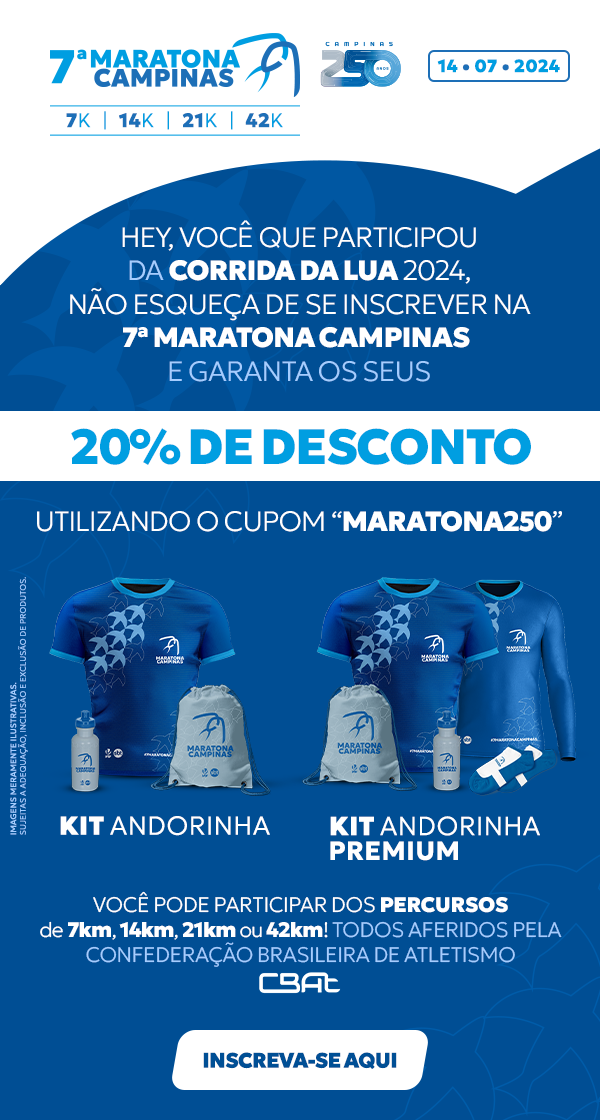 7ª MARATONA
CAMPINAS
CAMPINAS
250
ANOS
14 • 07 • 2024
7K | 14K | 21K | 42K
HEY, VOCÊ QUE PARTICIPOU
DA CORRIDA DA LUA 2024,
NÃO ESQUEÇA DE SE INSCREVER NA
7ª MARATONA CAMPINAS
E GARANTA OS SEUS
20% DE DESCONTO
UTILIZANDO O CUPOM “MARATONA250”
IMAGENS MERAMENTE ILUSTRATIVAS.
SUJEITAS A ADEQUAÇÃO, INCLUSÃO E EXCLUSÃO DE PRODUTOS.
MARATONA
CAMPINAS
MARATONA
CAMPINAS
MARATONA
CAMPINAS
MARATONA
CAMPINAS
MARATONA
CAMPINAS
#7MARATONACAMPINAS
KIT ANDORINHA
KIT ANDORINHA
PREMIUM
VOCÊ PODE PARTICIPAR DOS PERCURSOS
de 7km, 14km, 21km ou 42km! TODOS AFERIDOS PELA
CONFEDERAÇÃO BRASILEIRA DE ATLETISMO
CBAt
INSCREVA-SE AQUI